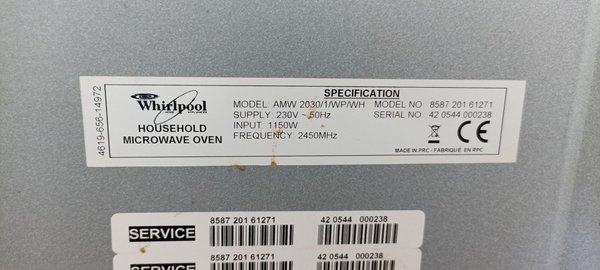 4619-656-14972
Whirlpool
HOUSEHOLD
MICROWAVE OVEN
SPECIFICATION
MODEL: AMW 2030/1/WP/WH MODEL NO 8587 201 61271
SUPPLY: 230V ~ 50Hz SERIAL NO: 42 0544 000238
INPUT: 1150W
FREQUENCY: 2450MHz
CE
MADE IN PRC / FABRIQUÉ EN RPC
SERVICE 8587 201 61271 42 0544 000238
SERVICE 8587 201 61271 42 0544 000238